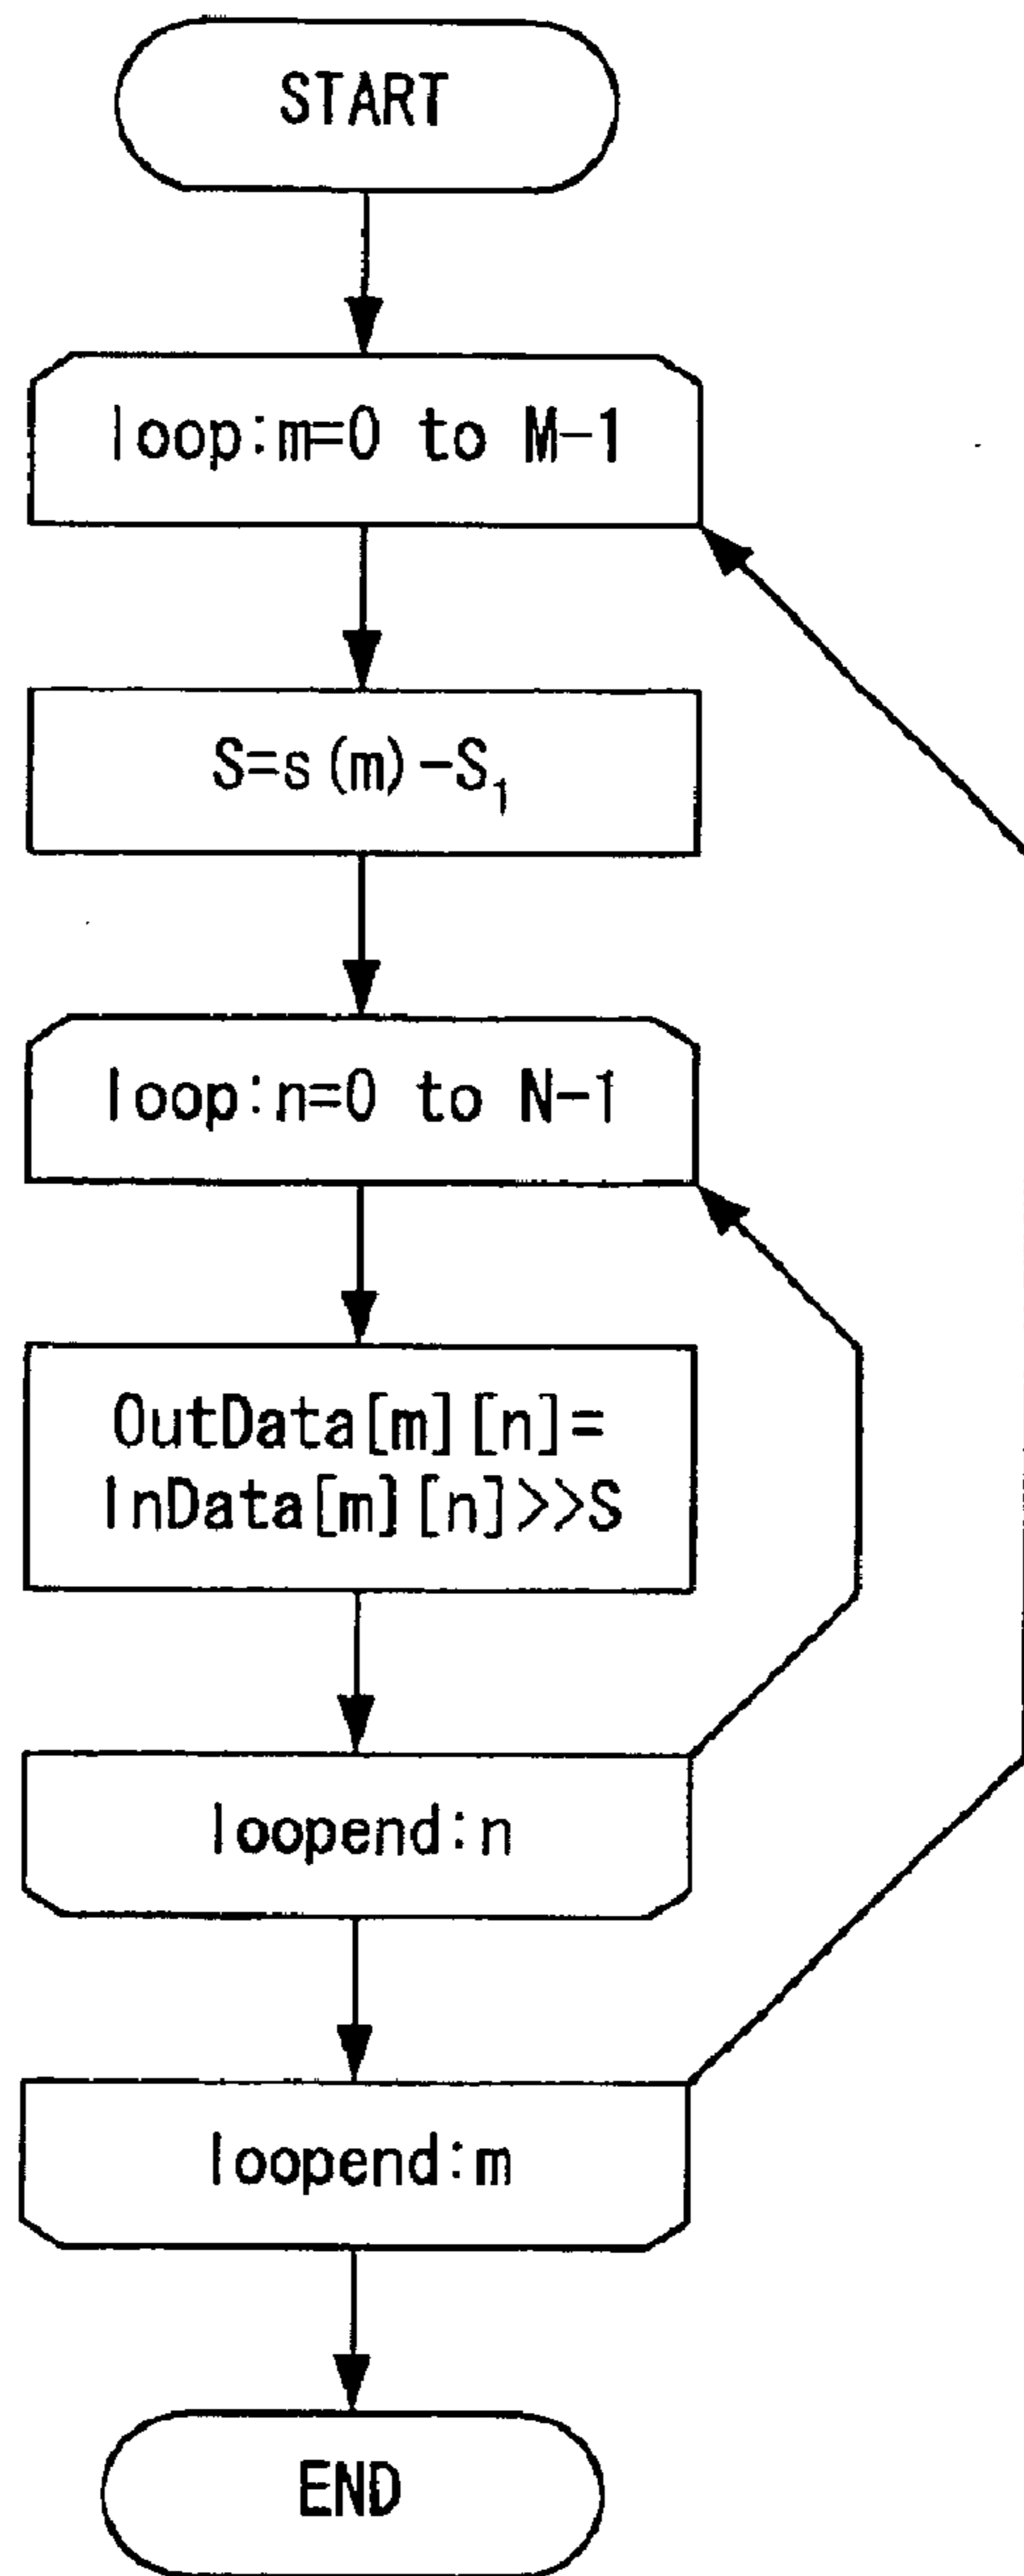 START
loop:m=0 to M-1
S=s(m)-S₁
loop:n=0 to N-1
OutData[m][n]=
InData[m][n]>>S
loopend:n
loopend:m
END